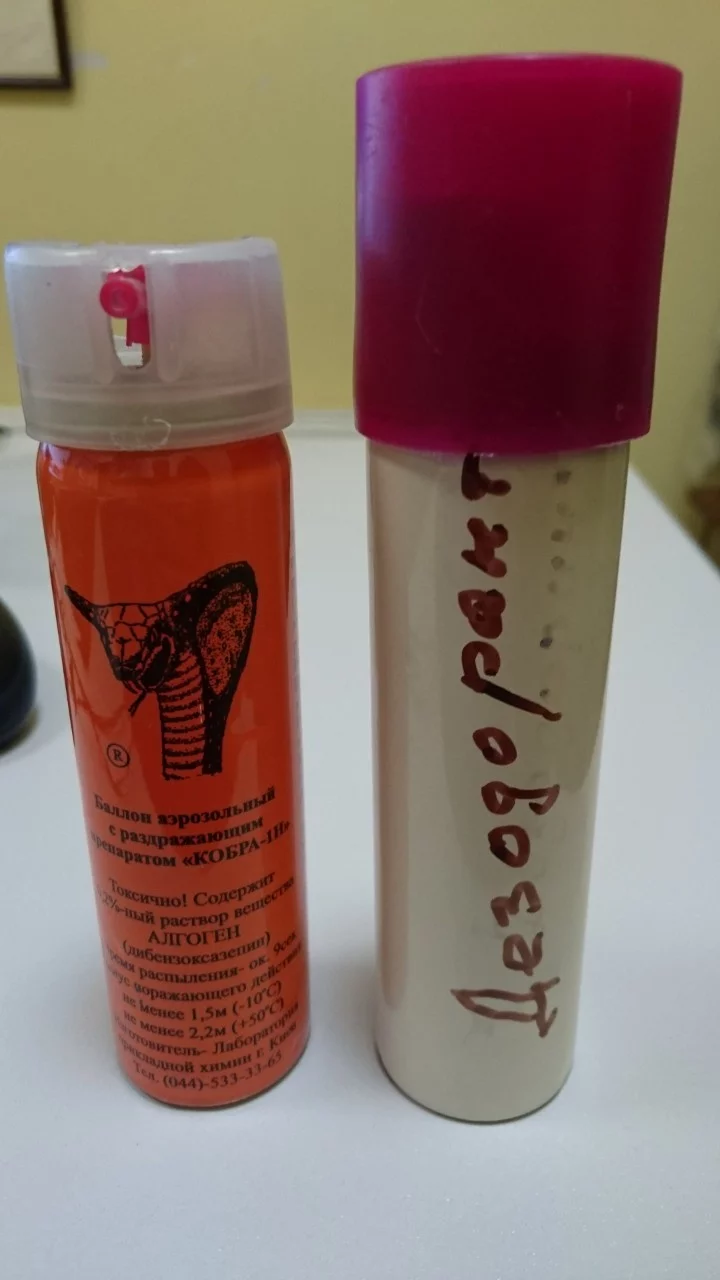 ®
Баллон аэрозольный
с раздражающим
препаратом «КОБРА-1Н»
Токсично! Содержит
%-ный раствор вещества
АЛГОГЕН
(дибензоксазепин)
время распыления- ок. 9сек
поражающего действия
не менее 1,5м (-10°С)
не менее 2,2м (+50°С)
Изготовитель- Лаборатория
прикладной химии г. Киев
Тел. (044)-533-33-65
Дезодорант